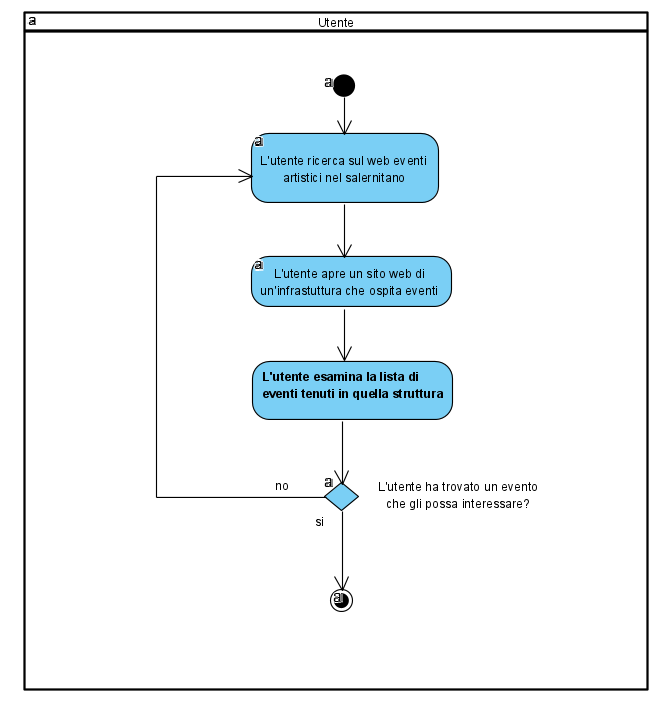 a
Utente
a
a
L'utente ricerca sul web eventi
artistici nel salernitano
a
L'utente apre un sito web di
un'infrastuttura che ospita eventi
L'utente esamina la lista di
eventi tenuti in quella struttura
a
no
L'utente ha trovato un evento
che gli possa interessare?
si
a